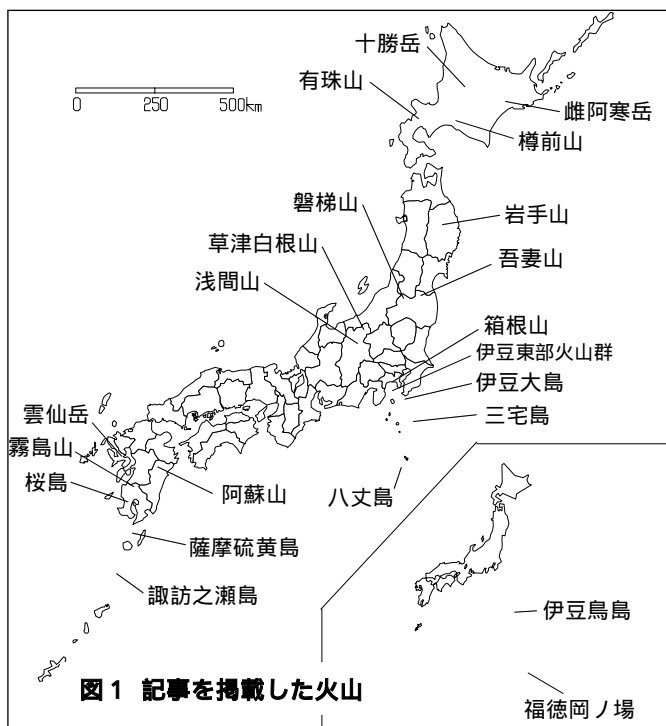 十勝岳
有珠山
0 250 500km
雌阿寒岳
樽前山
磐梯山
岩手山
草津白根山
吾妻山
浅間山
箱根山
伊豆東部火山群
伊豆大島
三宅島
雲仙岳
霧島山
桜島
阿蘇山
八丈島
薩摩硫黄島
諏訪之瀬島
伊豆鳥島
図1 記事を掲載した火山
福徳岡ノ場